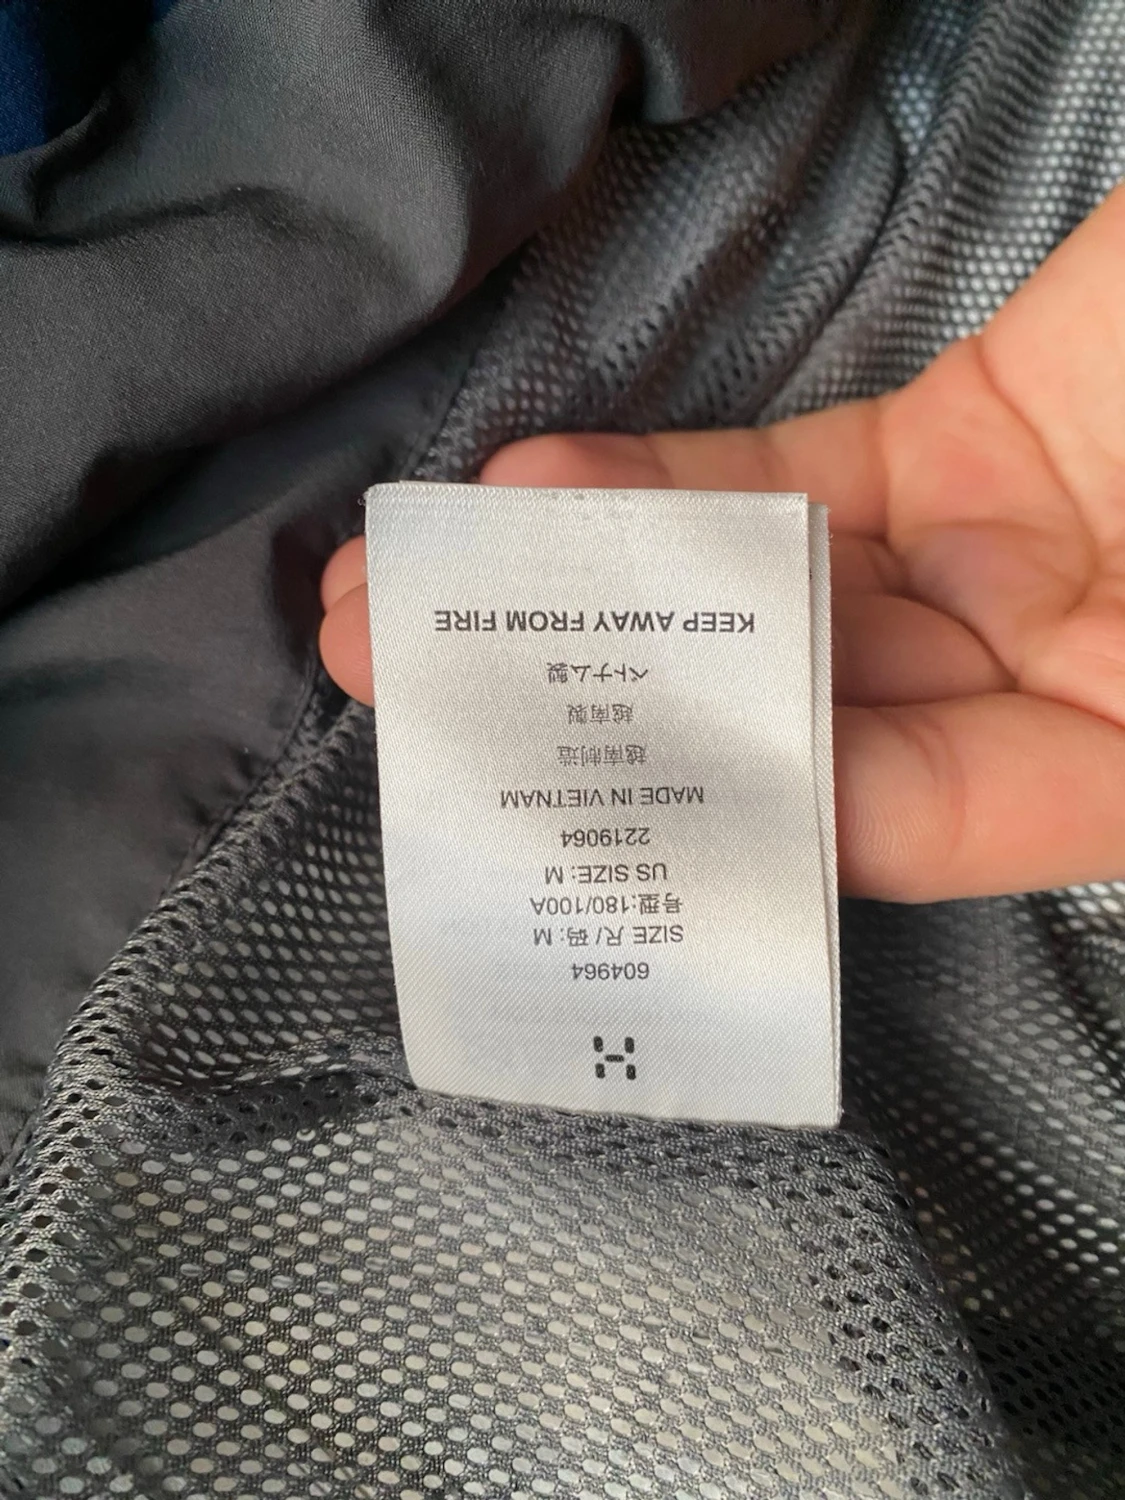 604964
SIZE 尺/码: M
号型:180/100A
US SIZE: M
2219064
MADE IN VIETNAM
越南制造
越南製
ベトナム製
KEEP AWAY FROM FIRE